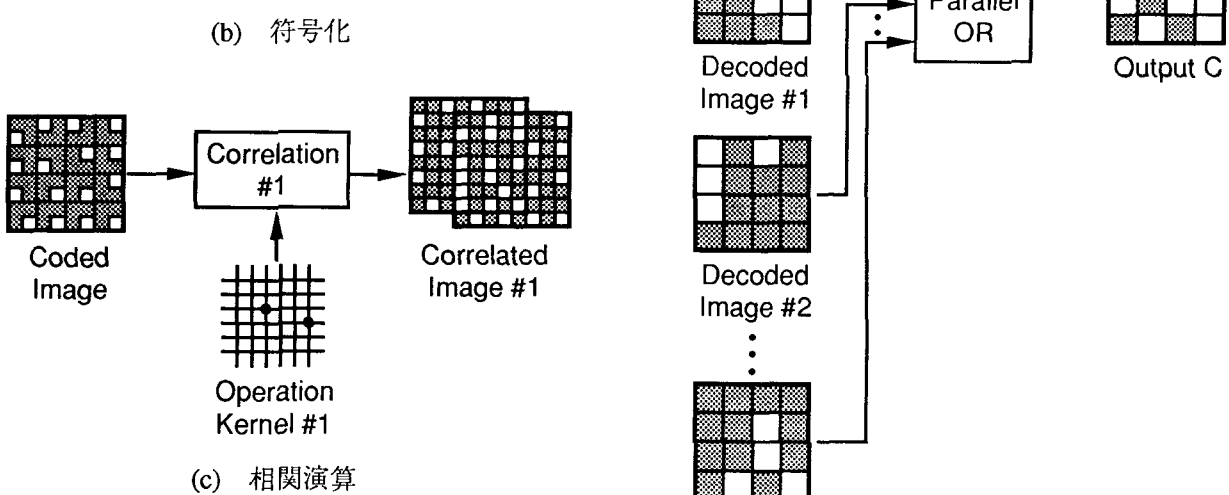 (b) 符号化
Coded
Image
Correlation
#1
Operation
Kernel #1
Correlated
Image #1
(c) 相関演算
Decoded
Image #1
Parallel
OR
Output C
Decoded
Image #2